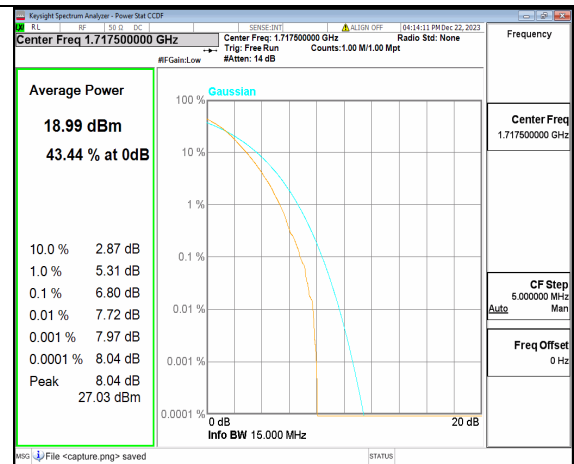 Keysight Spectrum Analyzer - Power Stat CCDF
RL RF 50 Ω DC SENSE:INT ALIGN OFF 04:14:11 PM Dec 22, 2023
Center Freq 1.717500000 GHz
Center Freq: 1.717500000 GHz Radio Std: None
Trig: Free Run Counts:1.00 M/1.00 Mpt
#IFGain:Low #Atten: 14 dB
Frequency
Average Power
18.99 dBm
43.44 % at 0dB
10.0 % 2.87 dB
1.0 % 5.31 dB
0.1 % 6.80 dB
0.01 % 7.72 dB
0.001 % 7.97 dB
0.0001 % 8.04 dB
Peak 8.04 dB
27.03 dBm
Gaussian
100 %
10 %
1 %
0.1 %
0.01 %
0.001 %
0.0001 %
0 dB 20 dB
Info BW 15.000 MHz
Center Freq
1.717500000 GHz
CF Step
5.000000 MHz
Auto Man
Freq Offset
0 Hz
MSG File <capture.png> saved STATUS